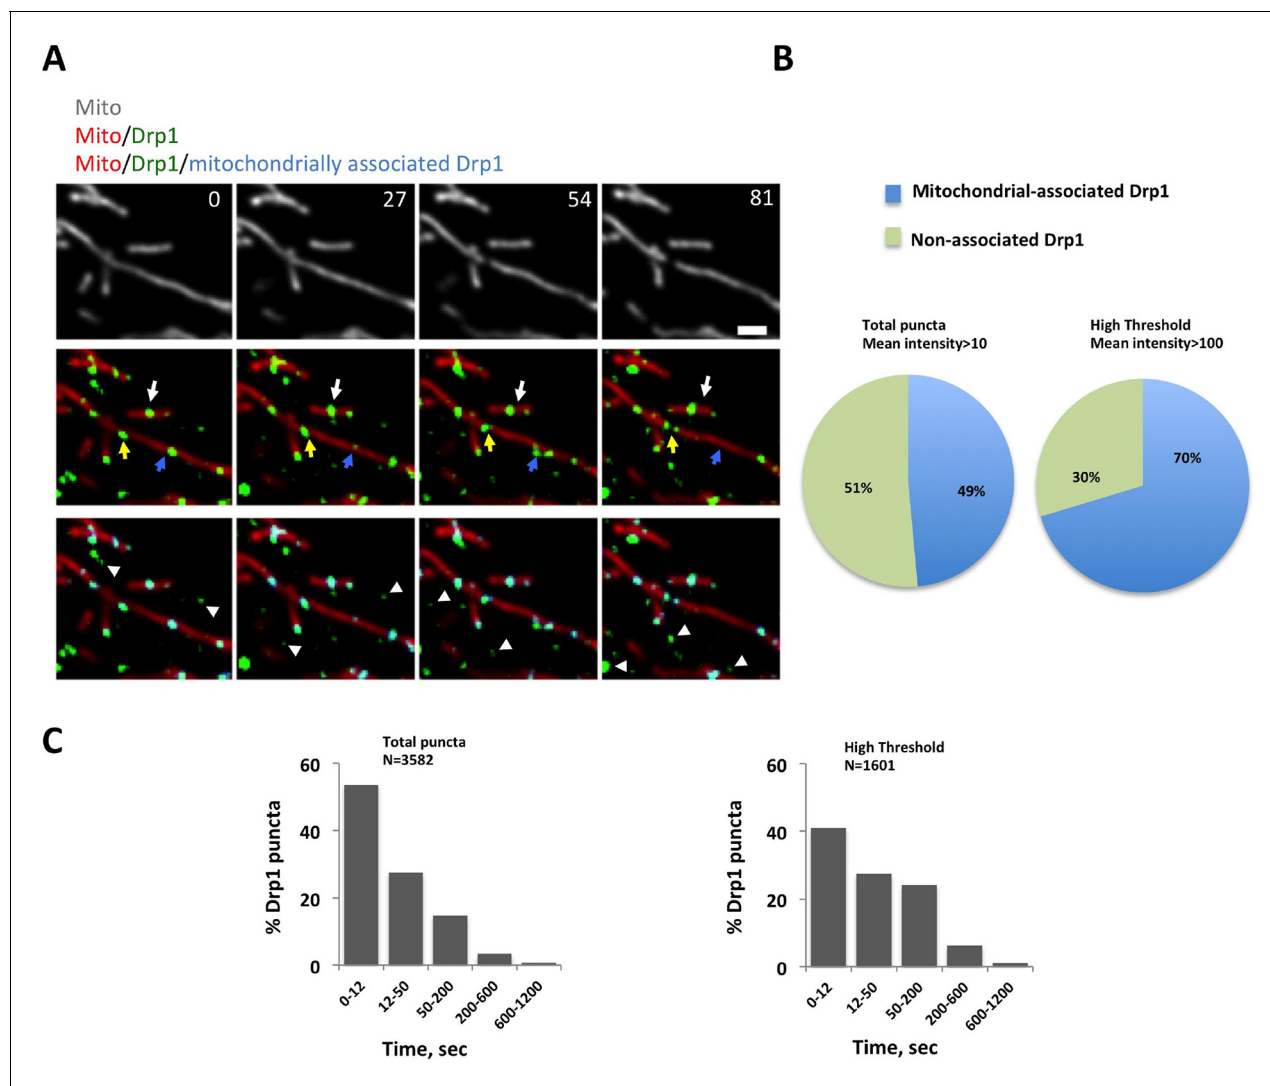 A
Mito
Mito/Drp1
Mito/Drp1/mitochondrially associated Drp1
0
27
54
81
B
Mitochondrial-associated Drp1
Non-associated Drp1
Total puncta
Mean intensity>10
51%
49%
High Threshold
Mean intensity>100
30%
70%
C
Total puncta
N=3582
% Drp1 puncta
60
40
20
0
0-12
12-50
50-200
200-600
600-1200
Time, sec
High Threshold
N=1601
% Drp1 puncta
60
40
20
0
0-12
12-50
50-200
200-600
600-1200
Time, sec